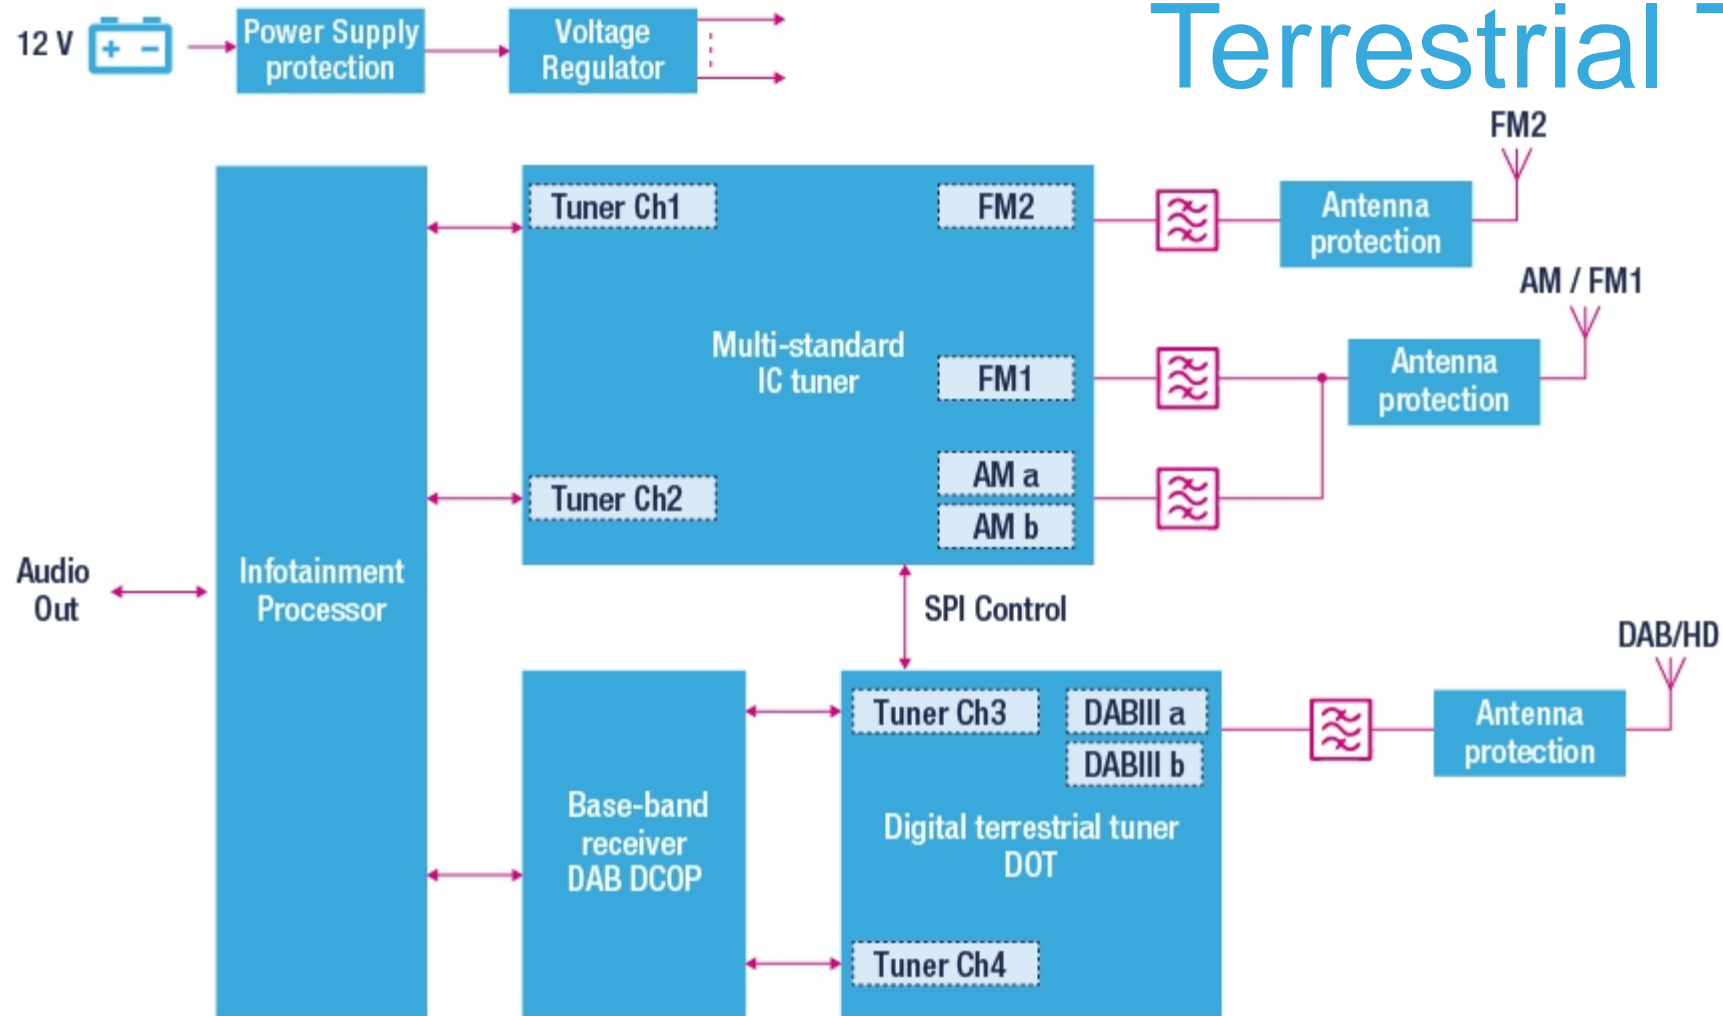 Terrestrial
12 V
Power Supply
protection
Voltage
Regulator
FM2
Tuner Ch1
FM2
Antenna
protection
AM / FM1
Multi-standard
IC tuner
FM1
Antenna
protection
AM a
Tuner Ch2
AM b
Audio
Out
Infotainment
Processor
SPI Control
DAB/HD
Tuner Ch3
DABIII a
DABIII b
Antenna
protection
Base-band
receiver
DAB DCOP
Digital terrestrial tuner
DOT
Tuner Ch4